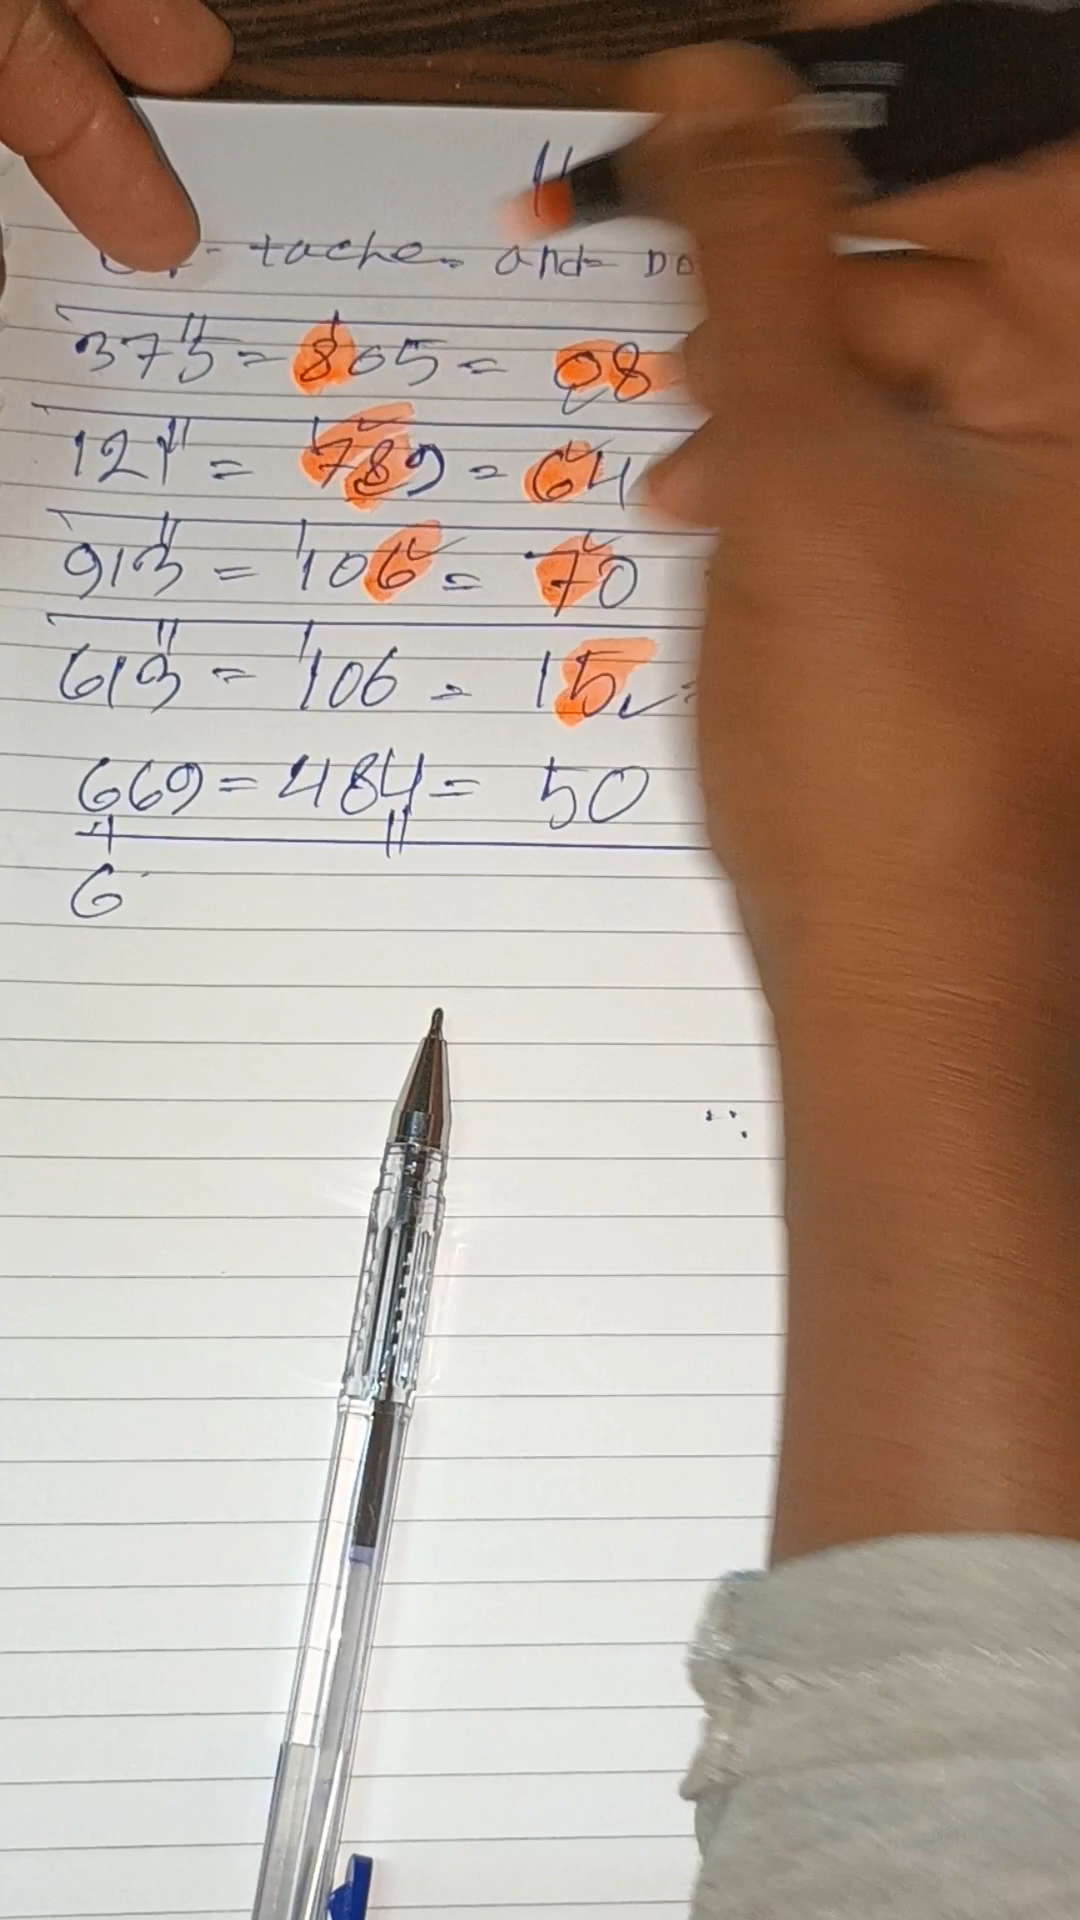 tache. and
375 = 805 = 08
121 = 789 = 64
913 = 106 = 70
613 = 106 = 15
669 = 484 = 50
6